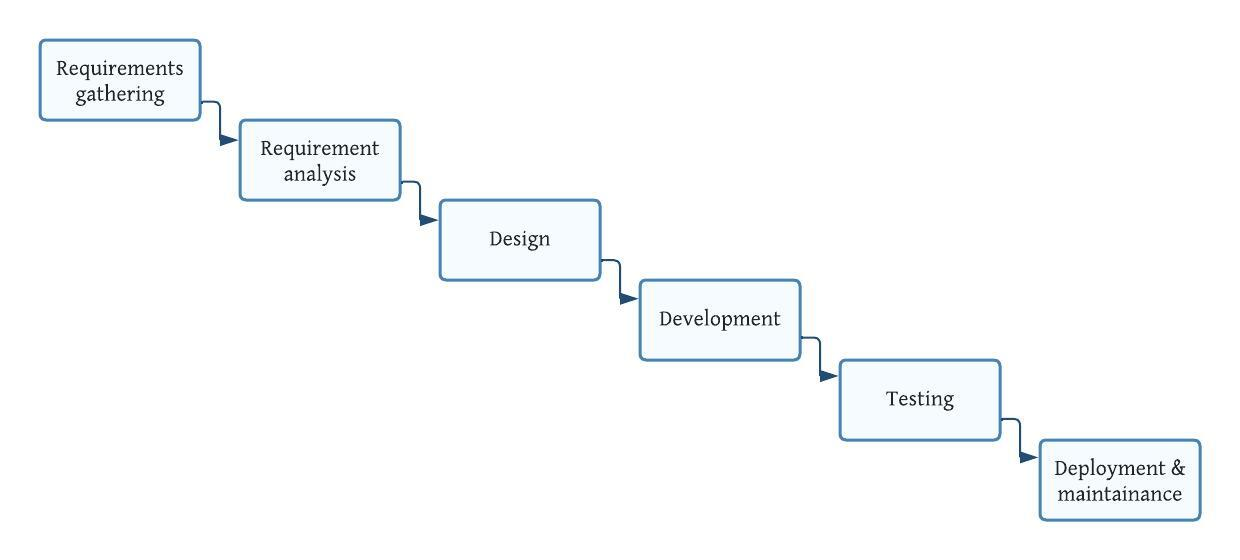 Requirements
gathering
Requirement
analysis
Design
Development
Testing
Deployment &
maintainance